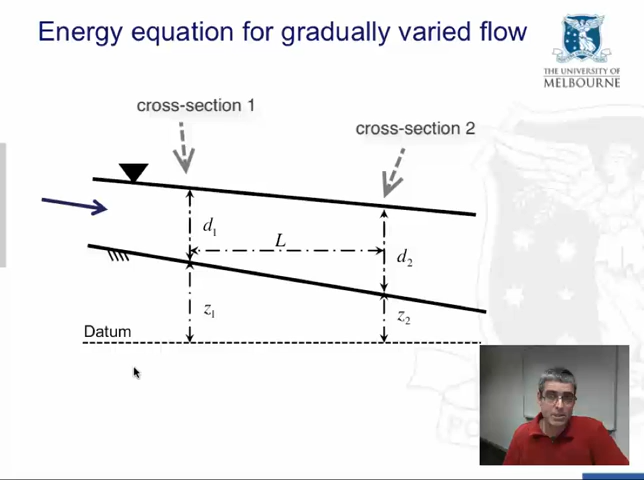 Energy equation for gradually varied flow
THE UNIVERSITY OF
MELBOURNE
cross-section 1
cross-section 2
d₁
L
d₂
z₁
z₂
Datum